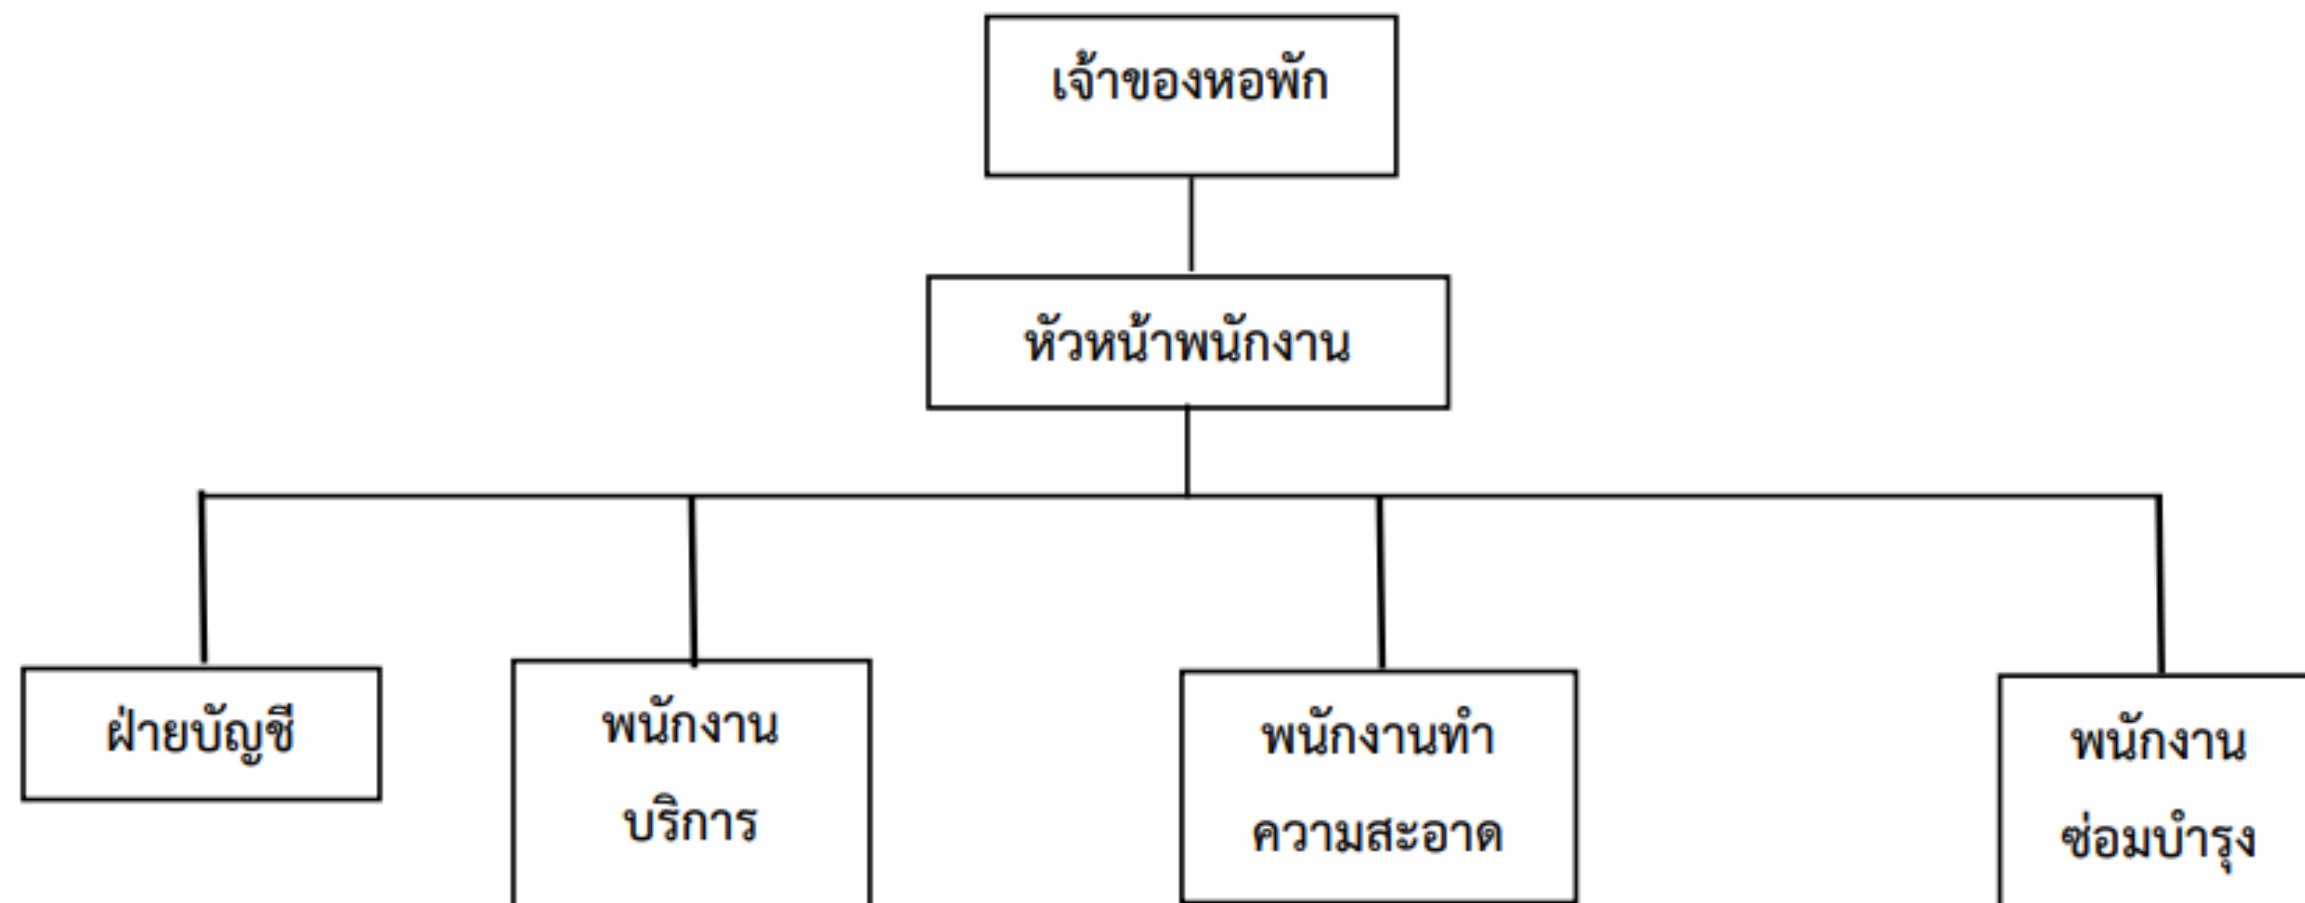 เจ้าของหอพัก
หัวหน้าพนักงาน
ฝ่ายบัญชี
พนักงาน
บริการ
พนักงานทำ
ความสะอาด
พนักงาน
ซ่อมบำรุง